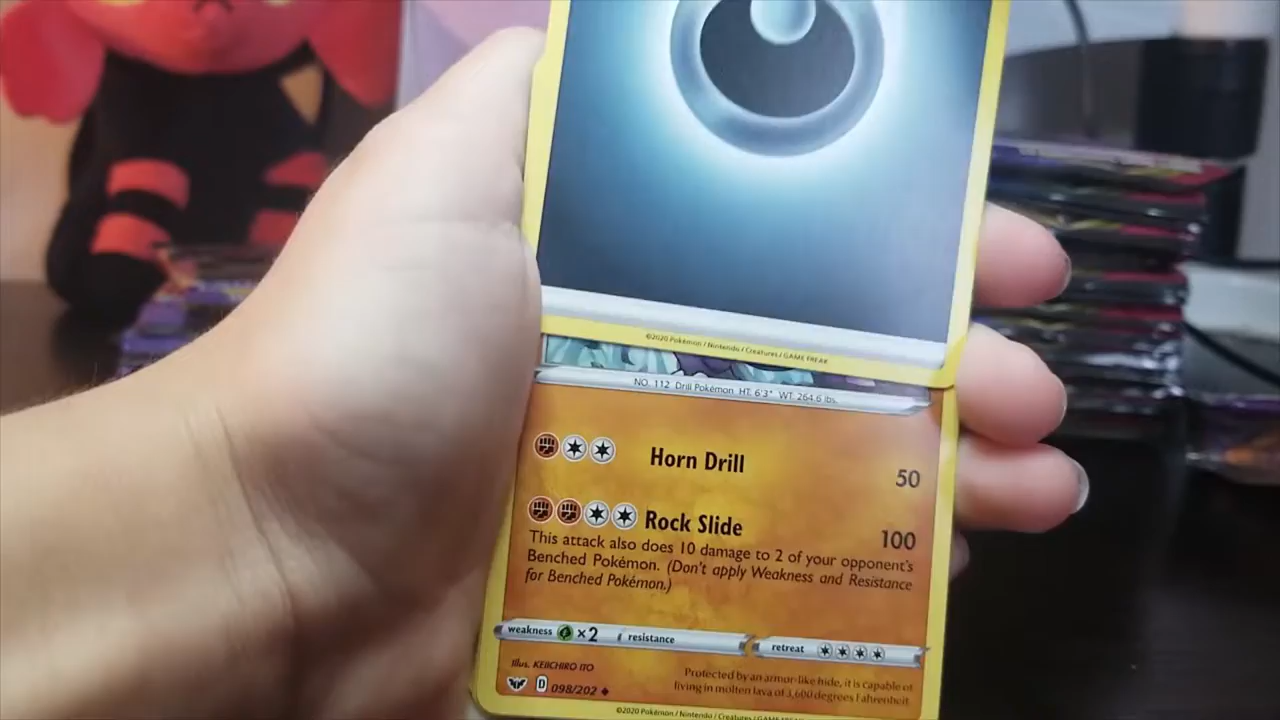 ©2020 Pokémon / Nintendo / Creatures / GAME FREAK
NO. 112 Drill Pokémon HT: 6'3" WT: 264.6 lbs.
Horn Drill 50
Rock Slide 100
This attack also does 10 damage to 2 of your opponent's
Benched Pokémon. (Don't apply Weakness and Resistance
for Benched Pokémon.)
weakness ×2 resistance retreat
Illus. KEIICHIRO ITO
Protected by an armor-like hide, it is capable of
living in molten lava of 3,600 degrees Fahrenheit.
D 098/202
©2020 Pokémon / Nintendo / Creatures / GAME FREAK